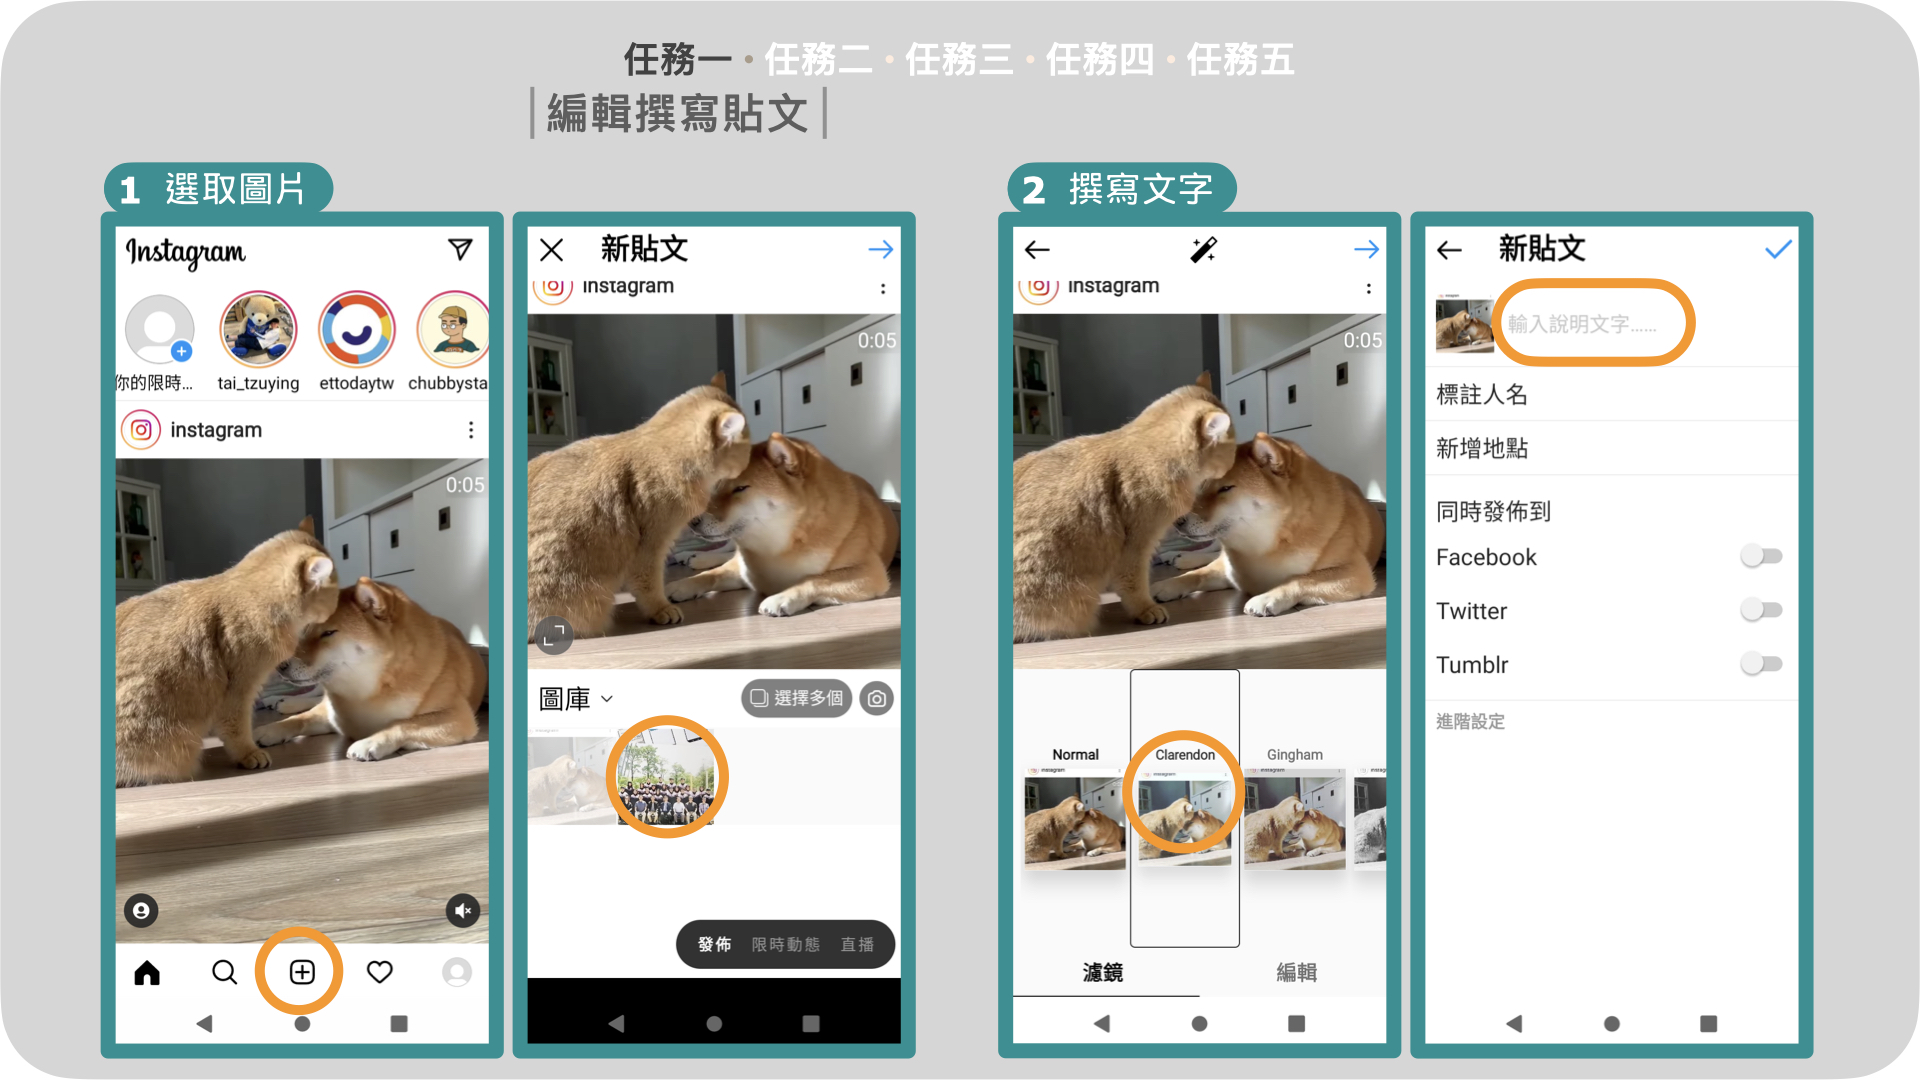 任務一·任務二·任務三·任務四·任務五
|編輯撰寫貼文|
1 選取圖片
Instagram
你的限時...
tai_tzuying
ettodaytw
chubbysta
instagram
0:05
新貼文
instagram
0:05
圖庫
選擇多個
發佈 限時動態 直播
2 撰寫文字
instagram
0:05
Normal
Clarendon
Gingham
濾鏡
編輯
新貼文
輸入說明文字......
標註人名
新增地點
同時發佈到
Facebook
Twitter
Tumblr
進階設定